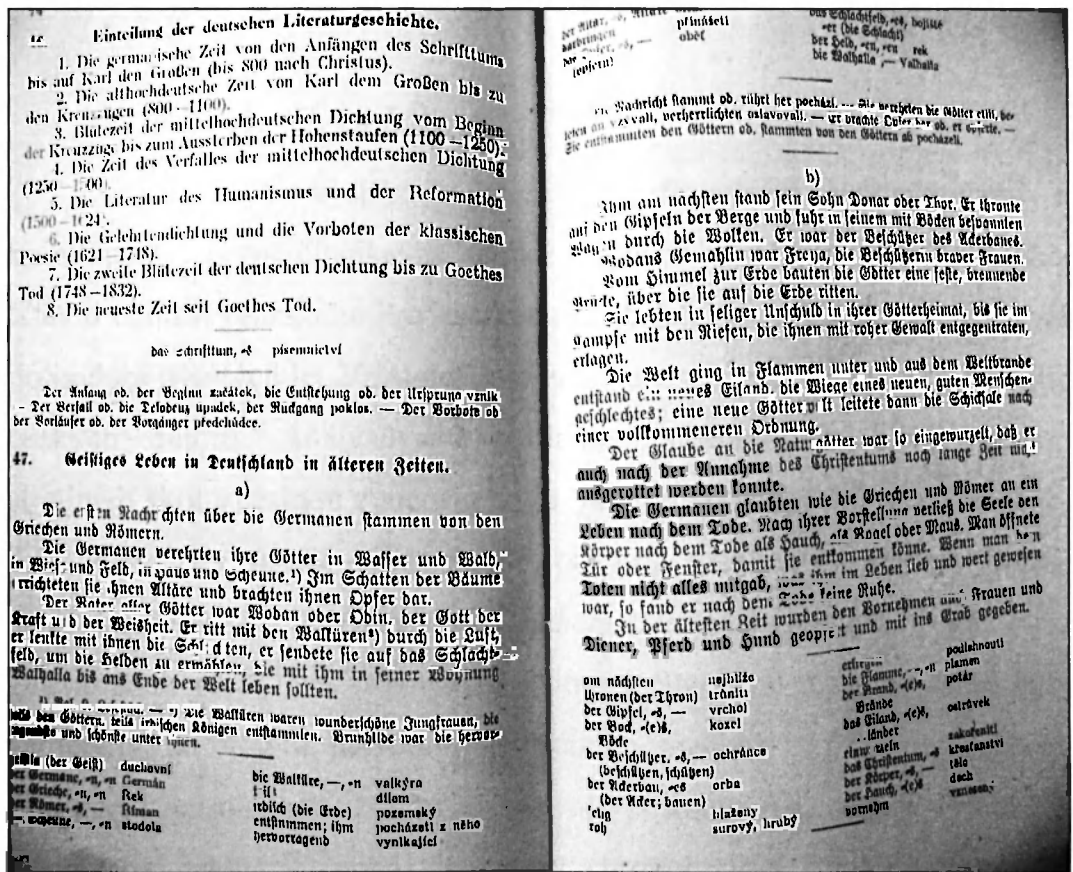 Einteilung der deutschen Literaturgeschichte.
1. Die germanische Zeit von den Anfängen des Schrifttums
bis auf Karl den Großen (bis 800 nach Christus).
2. Die althochdeutsche Zeit von Karl dem Großen bis zu
den Kreuzzügen (800–1100).
3. Blütezeit der mittelhochdeutschen Dichtung vom Beginn
der Kreuzzüge bis zum Aussterben der Hohenstaufen (1100–1250).
4. Die Zeit des Verfalles der mittelhochdeutschen Dichtung
(1250–1500).
5. Die Literatur des Humanismus und der Reformation
(1500–1624).
6. Die Gelehrtendichtung und die Vorboten der klassischen
Poesie (1621–1748).
7. Die zweite Blütezeit der deutschen Dichtung bis zu Goethes
Tod (1748–1832).
8. Die neueste Zeit seit Goethes Tod.
das Schrifttum, -s písemnictví
Der Anfang od. der Beginn začátek, die Entstehung od. der Ursprung vznik
– Der Verfall od. die úpadek, der Rückgang pokles. — Der Vorbote od
der Vorläufer od. der Vorgänger předchůdce.
47. Geistiges Leben in Deutschland in älteren Zeiten.
a)
Die ersten Nachrichten über die Germanen stammen von den
Griechen und Römern.
Die Germanen verehrten ihre Götter in Wasser und Wald,
in Wies' und Feld, in Haus und Scheune.¹) Im Schatten der Bäume
errichteten sie ihnen Altäre und brachten ihnen Opfer dar.
Der Vater aller Götter war Wodan oder Odin, der Gott der
Kraft und der Weisheit. Er ritt mit den Walküren²) durch die Luft,
er lenkte mit ihnen die Schlachten, er sendete sie auf das Schlacht-
feld, um die Helden zu erwählen, die mit ihm in seiner Wohnung
Walhalla bis ans Ende der Welt leben sollten.
— ²) Die Walküren waren wunderschöne Jungfrauen, die
teils den Göttern, teils irdischen Königen entstammten. Brunhilde war die hervor-
ragendste und schönste unter ihnen.
geistig (der Geist) duchovní
der Germane, -n, -n Germán
der Grieche, -n, -n Řek
der Römer, -s, — Říman
die Scheune, —, -n stodola
die Walküre, —, -n valkýra
teils dílem
irdisch (die Erde) pozemský
entstammen; ihm pocházeti z něho
hervorragend vynikající
der Altar, -s, Altäre
darbringen přinášeti
das Opfer, -s, — oběť
(opfern)
das Schlachtfeld, -es, bojiště
-er (die Schlacht)
der Held, -en, -en rek
die Walhalla, — Valhalla
Die Nachricht stammt od. rührt her pochází. — Sie verehrten die Götter
verherrlichten oslavovali. — er brachte Opfer dar od. er opferte. —
Sie entstammten den Göttern od. stammten von den Göttern ab pocházeli.
b)
Ihm am nächsten stand sein Sohn Donar oder Thor. Er thronte
auf den Gipfeln der Berge und fuhr in seinem mit Böcken bespannten
Wagen durch die Wolken. Er war der Beschützer des Ackerbaues.
Wodans Gemahlin war Freya, die Beschützerin braver Frauen.
Vom Himmel zur Erde bauten die Götter eine feste, brennende
Brücke, über die sie auf die Erde ritten.
Sie lebten in seliger Unschuld in ihrer Götterheimat, bis sie im
Kampfe mit den Riesen, die ihnen mit roher Gewalt entgegentraten,
erlagen.
Die Welt ging in Flammen unter und aus dem Weltbrande
entstand ein neues Eiland, die Wiege eines neuen, guten Menschen-
geschlechtes; eine neue Götterwelt leitete dann die Schicksale nach
einer vollkommeneren Ordnung.
Der Glaube an die Naturgötter war so eingewurzelt, daß er
auch nach der Annahme des Christentums noch lange Zeit nicht
ausgerottet werden konnte.
Die Germanen glaubten wie die Griechen und Römer an ein
Leben nach dem Tode. Nach ihrer Vorstellung verließ die Seele den
Körper nach dem Tode als Hauch, als Vogel oder Maus. Man öffnete
Tür oder Fenster, damit sie entkommen könne. Wenn man dem
Toten nicht alles mitgab, was ihm im Leben lieb und wert gewesen
war, so fand er nach dem Tode keine Ruhe.
In der ältesten Zeit wurden den Vornehmen auch Frauen und
Diener, Pferd und Hund geopfert und mit ins Grab gegeben.
am nächsten nejblíže
thronen (der Thron) trůniti
der Gipfel, -s, — vrchol
der Bock, -(e)s, kozel
Böcke
der Beschützer, -s, — ochránce
(beschützen, schützen)
der Ackerbau, -es orba
(der Acker; bauen)
selig blažený
roh surový, hrubý
erliegen podlehnouti
die Flamme, —, -n plamen
der Brand, -(e)s, požár
Brände
das Eiland, -(e)s, ostrůvek
einwurzeln zakořeniti
das Christentum, -s křesťanství
der Körper, -s, — tělo
der Hauch, -(e)s dech
vornehm vznešený